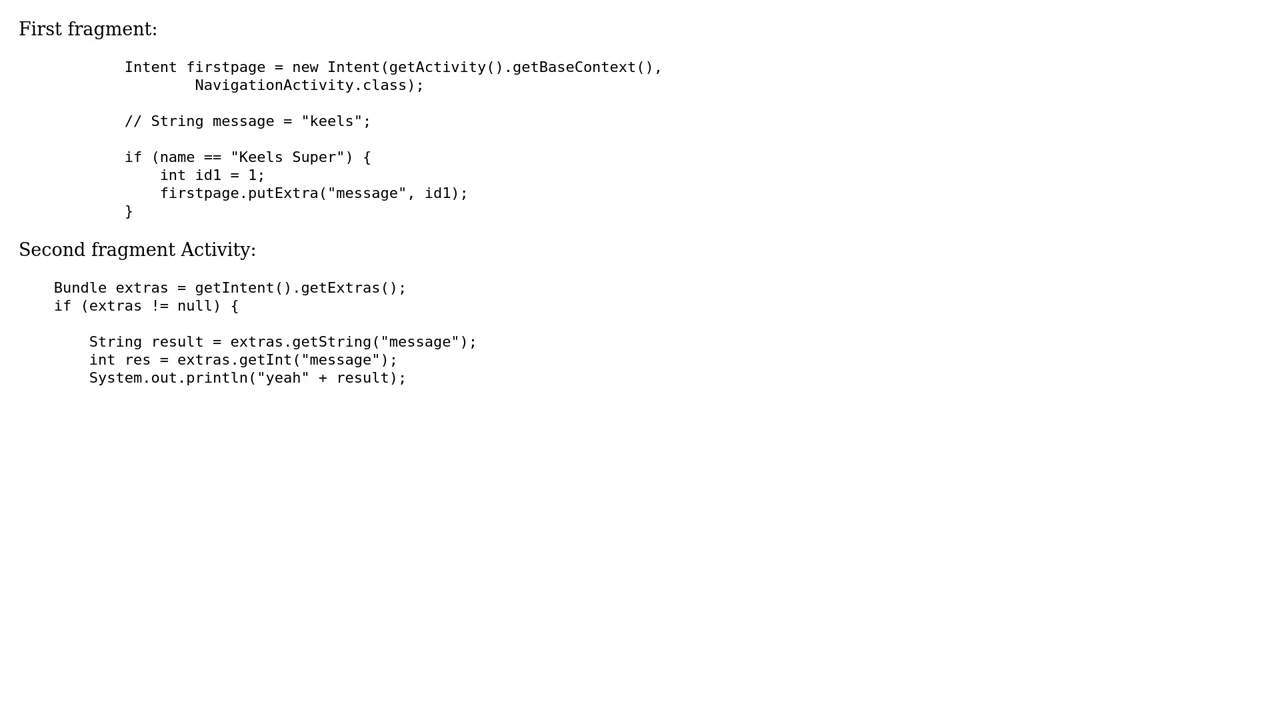 First fragment:
Intent firstpage = new Intent(getActivity().getBaseContext(),
NavigationActivity.class);
// String message = "keels";
if (name == "Keels Super") {
int id1 = 1;
firstpage.putExtra("message", id1);
}
Second fragment Activity:
Bundle extras = getIntent().getExtras();
if (extras != null) {
String result = extras.getString("message");
int res = extras.getInt("message");
System.out.println("yeah" + result);